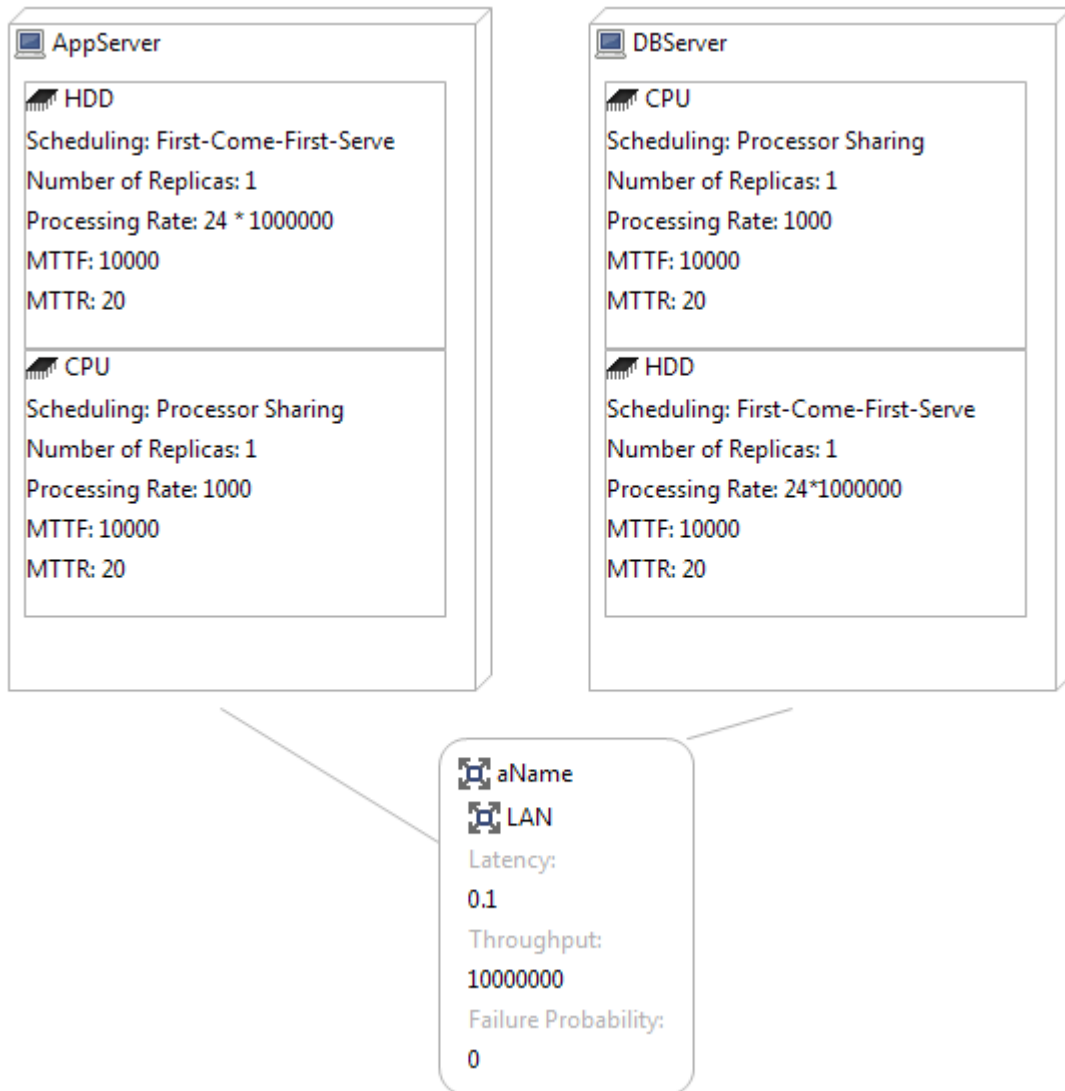 AppServer
HDD
Scheduling: First-Come-First-Serve
Number of Replicas: 1
Processing Rate: 24 * 1000000
MTTF: 10000
MTTR: 20
CPU
Scheduling: Processor Sharing
Number of Replicas: 1
Processing Rate: 1000
MTTF: 10000
MTTR: 20
DBServer
CPU
Scheduling: Processor Sharing
Number of Replicas: 1
Processing Rate: 1000
MTTF: 10000
MTTR: 20
HDD
Scheduling: First-Come-First-Serve
Number of Replicas: 1
Processing Rate: 24*1000000
MTTF: 10000
MTTR: 20
aName
LAN
Latency:
0.1
Throughput:
10000000
Failure Probability:
0